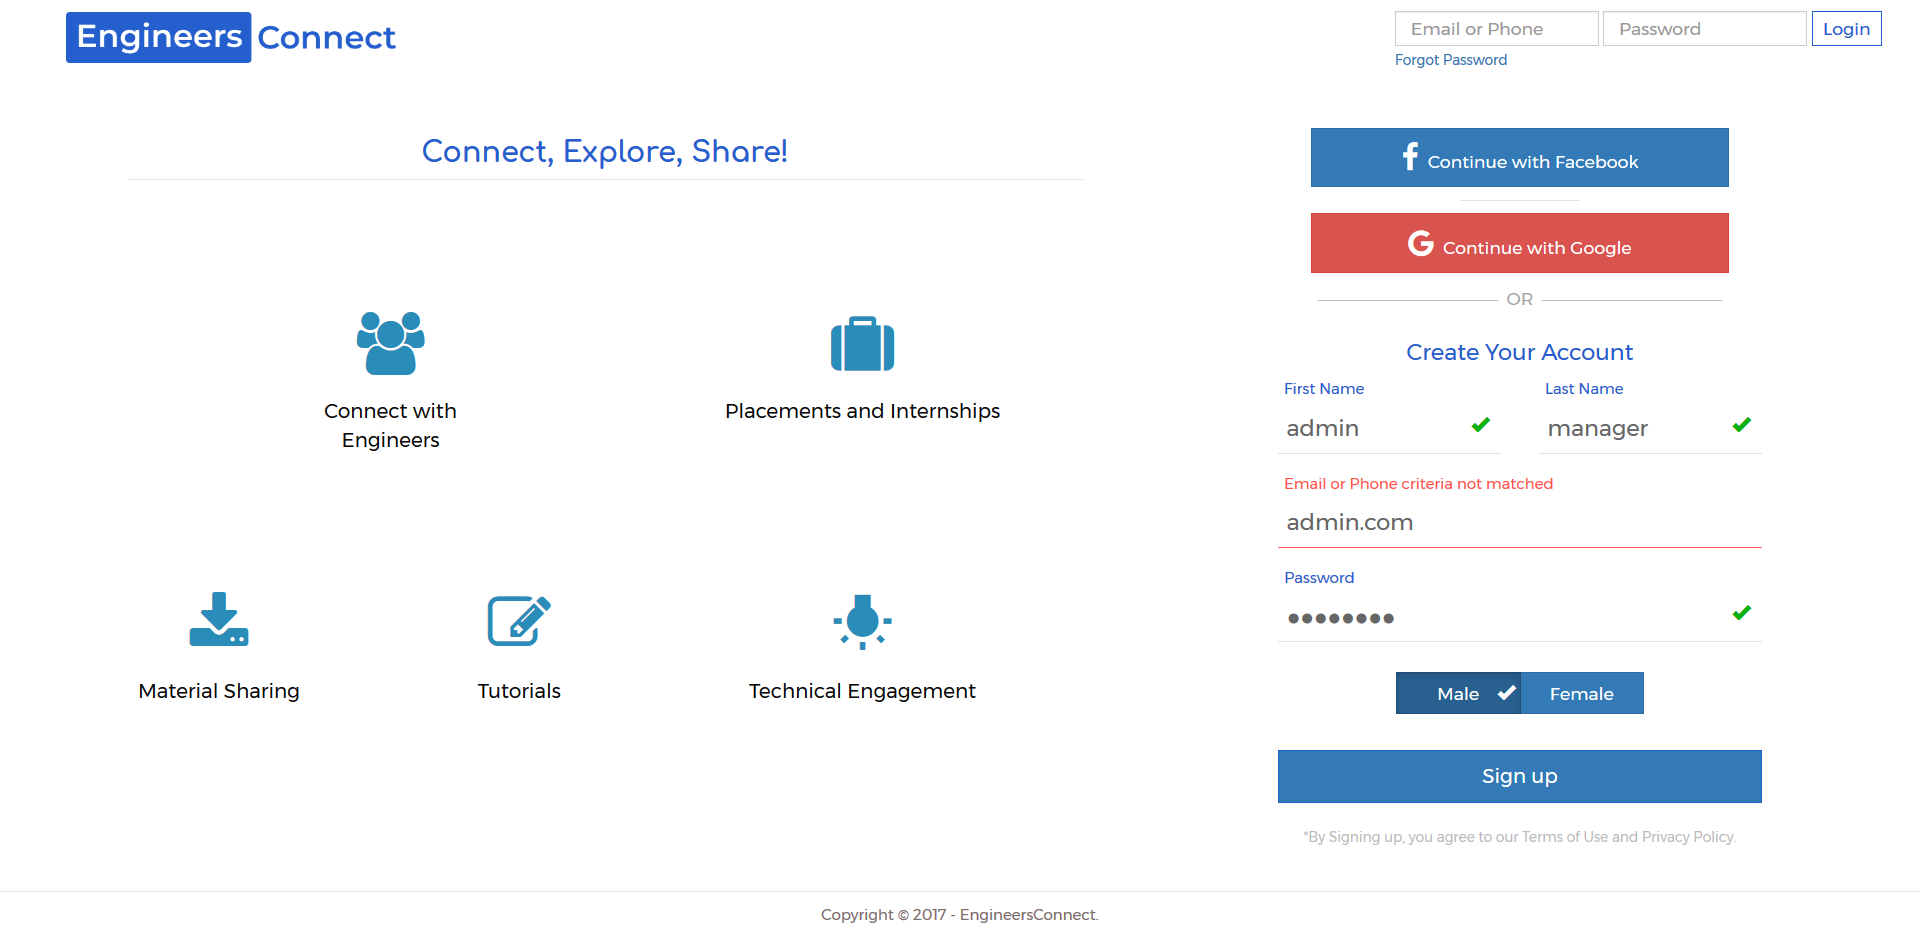 Engineers Connect
Email or Phone
Password
Login
Forgot Password
Connect, Explore, Share!
Connect with
Engineers
Placements and Internships
Material Sharing
Tutorials
Technical Engagement
Continue with Facebook
Continue with Google
OR
Create Your Account
First Name
Last Name
admin
manager
Email or Phone criteria not matched
admin.com
Password
●●●●●●●●
Male
Female
Sign up
*By Signing up, you agree to our Terms of Use and Privacy Policy.
Copyright © 2017 - EngineersConnect.